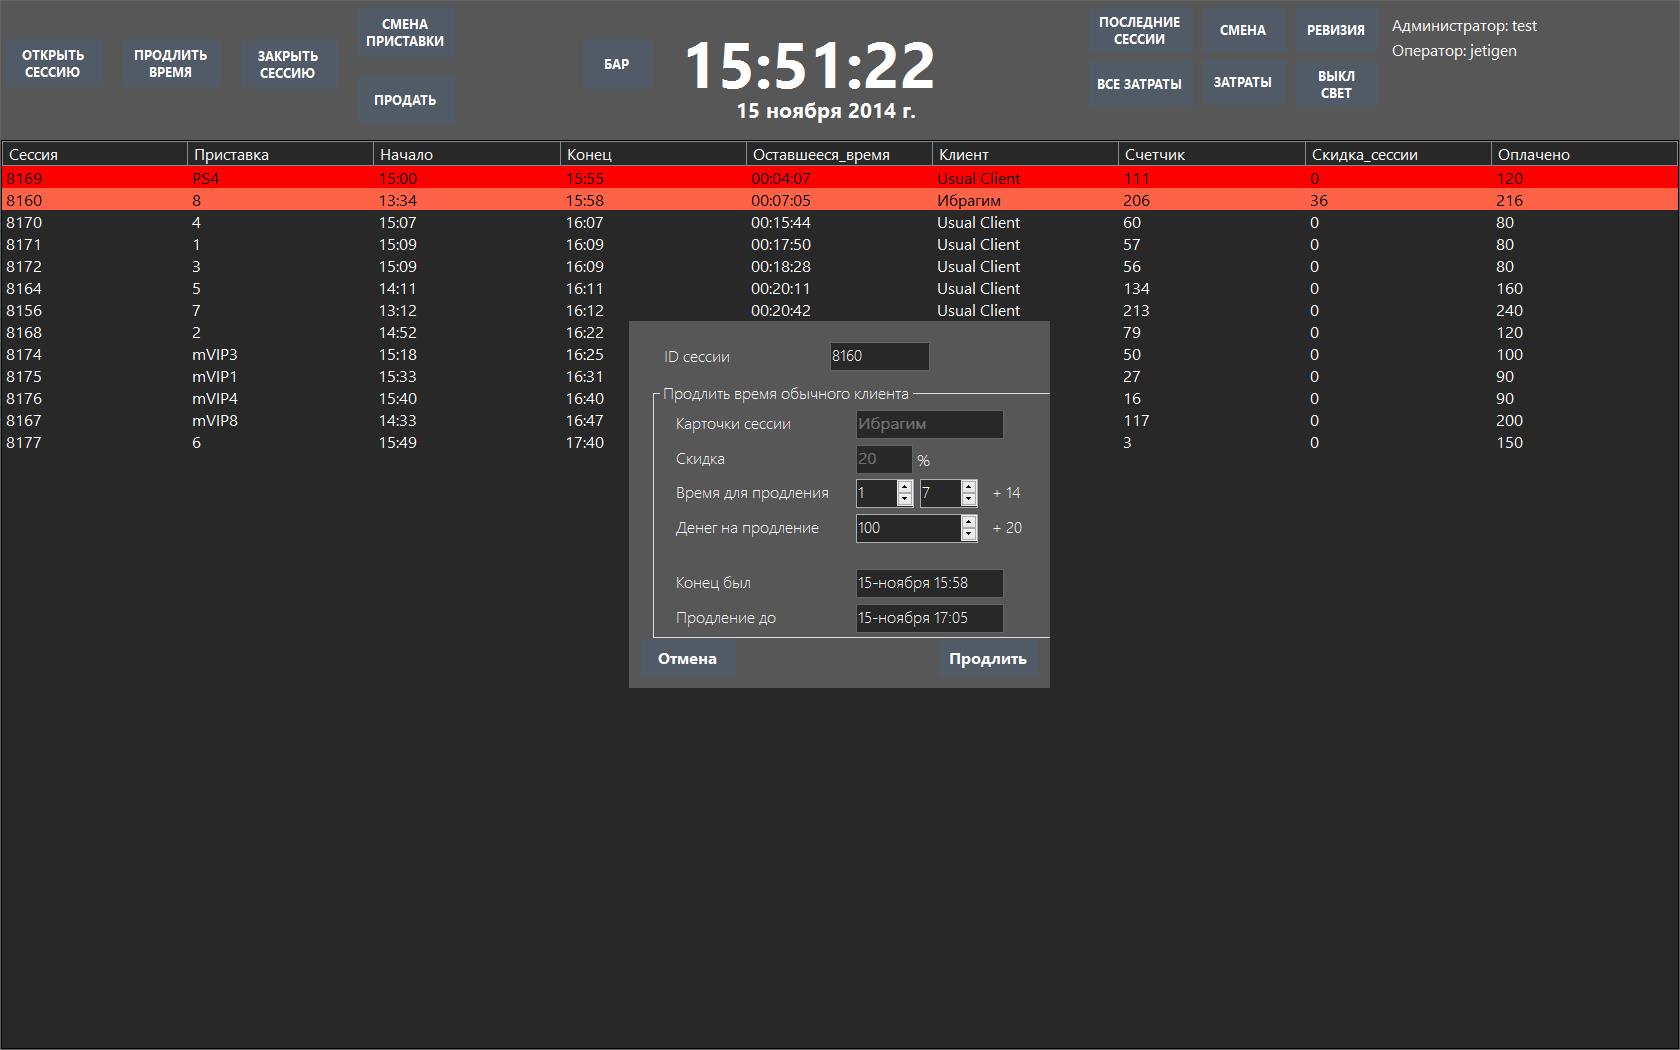 ОТКРЫТЬ
СЕССИЮ
ПРОДЛИТЬ
ВРЕМЯ
ЗАКРЫТЬ
СЕССИЮ
СМЕНА
ПРИСТАВКИ
ПРОДАТЬ
БАР
15:51:22
15 ноября 2014 г.
ПОСЛЕДНИЕ
СЕССИИ
СМЕНА
РЕВИЗИЯ
ВСЕ ЗАТРАТЫ
ЗАТРАТЫ
ВЫКЛ
СВЕТ
Администратор: test
Оператор: jetigen
Сессия Приставка Начало Конец Оставшееся_время Клиент Счетчик Скидка_сессии Оплачено
8169 PS4 15:00 15:55 00:04:07 Usual Client 111 0 120
8160 8 13:34 15:58 00:07:05 Ибрагим 206 36 216
8170 4 15:07 16:07 00:15:44 Usual Client 60 0 80
8171 1 15:09 16:09 00:17:50 Usual Client 57 0 80
8172 3 15:09 16:09 00:18:28 Usual Client 56 0 80
8164 5 14:11 16:11 00:20:11 Usual Client 134 0 160
8156 7 13:12 16:12 00:20:42 Usual Client 213 0 240
8168 2 14:52 16:22 79 0 120
8174 mVIP3 15:18 16:25 50 0 100
8175 mVIP1 15:33 16:31 27 0 90
8176 mVIP4 15:40 16:40 16 0 90
8167 mVIP8 14:33 16:47 117 0 200
8177 6 15:49 17:40 3 0 150
ID сессии 8160
Продлить время обычного клиента
Карточки сессии Ибрагим
Скидка 20 %
Время для продления 1 7 + 14
Денег на продление 100 + 20
Конец был 15-ноября 15:58
Продление до 15-ноября 17:05
Отмена Продлить